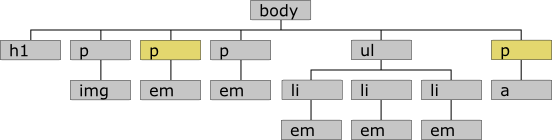 body
h1 p p p ul p
img em em li li li a
em em em